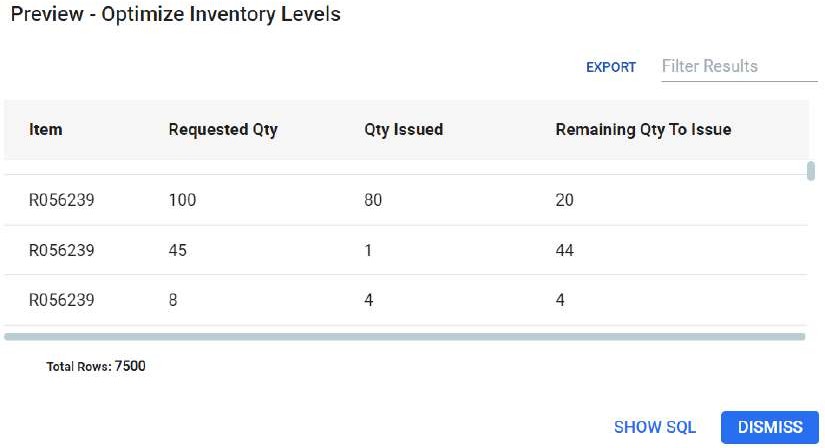 Preview - Optimize Inventory Levels
EXPORT Filter Results
Item Requested Qty Qty Issued Remaining Qty To Issue
R056239 100 80 20
R056239 45 1 44
R056239 8 4 4
Total Rows: 7500
SHOW SQL DISMISS